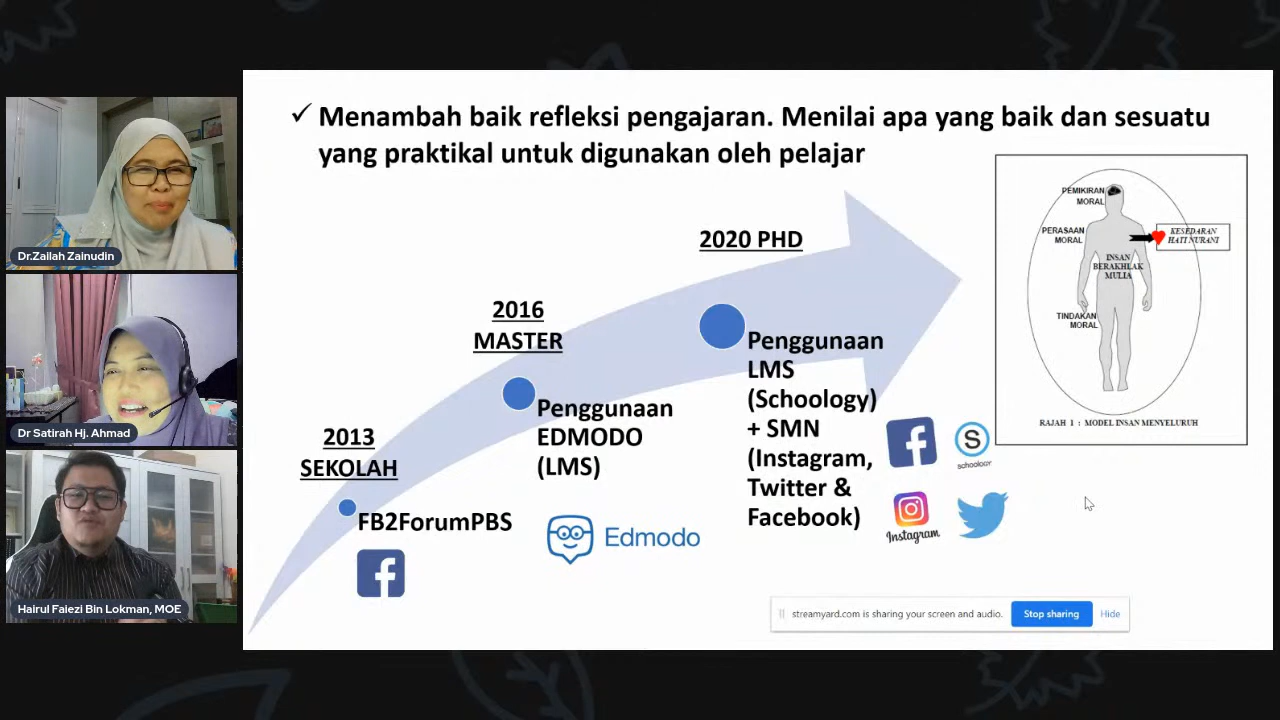 ✓ Menambah baik refleksi pengajaran. Menilai apa yang baik dan sesuatu
yang praktikal untuk digunakan oleh pelajar
Dr.Zailah Zainudin
Dr Satirah Hj. Ahmad
Hairul Faiezi Bin Lokman, MOE
2013
SEKOLAH
FB2ForumPBS
2016
MASTER
Penggunaan
EDMODO
(LMS)
Edmodo
2020 PHD
Penggunaan
LMS
(Schoology)
+ SMN
(Instagram,
Twitter &
Facebook)
S
schoology
Instagram
PEMIKIRAN
MORAL
PERASAAN
MORAL
KESEDARAN
HATI NURANI
INSAN
BERAKHLAK
MULIA
TINDAKAN
MORAL
RAJAH 1 : MODEL INSAN MENYELURUH
streamyard.com is sharing your screen and audio.
Stop sharing
Hide